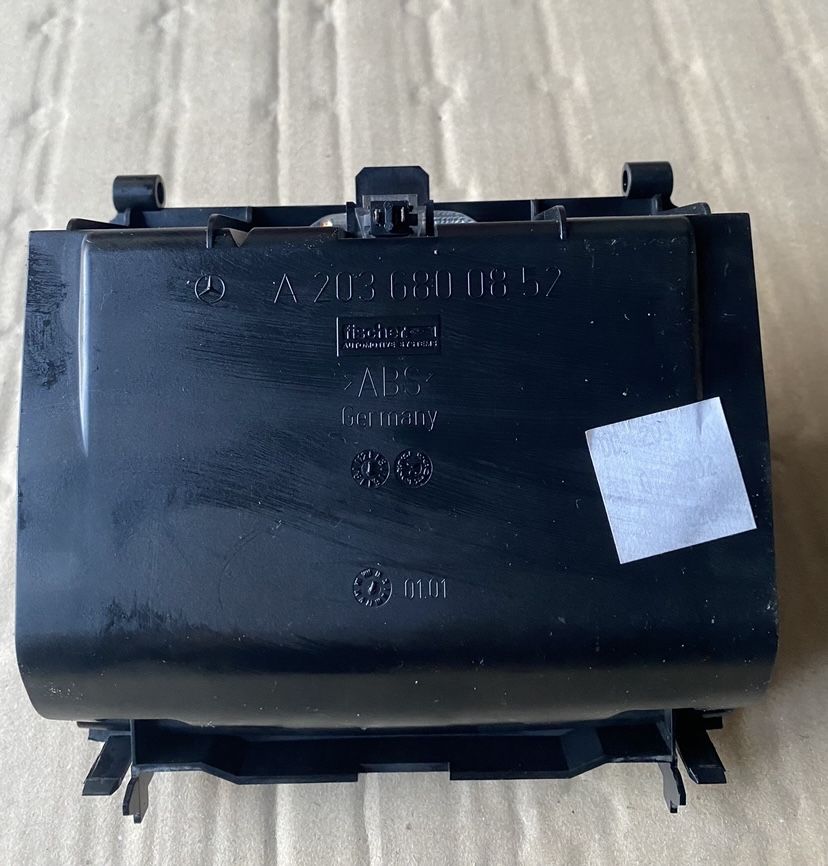 A 203 680 08 52
fischer
AUTOMOTIVE SYSTEMS
>ABS<
Germany
01.01